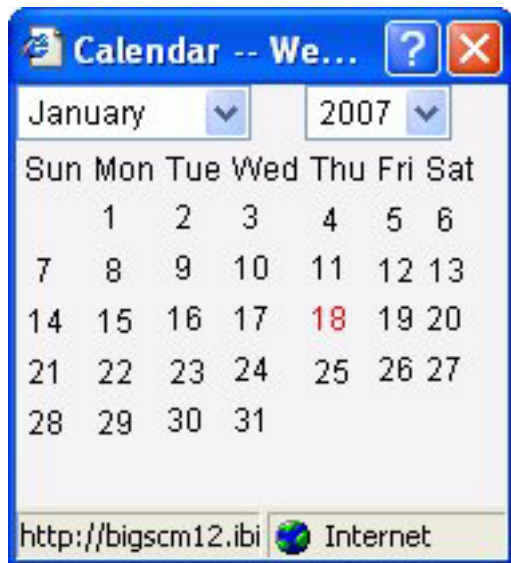 Calendar -- We...
January 2007
Sun Mon Tue Wed Thu Fri Sat
1 2 3 4 5 6
7 8 9 10 11 12 13
14 15 16 17 18 19 20
21 22 23 24 25 26 27
28 29 30 31
http://bigscm12.ibi Internet